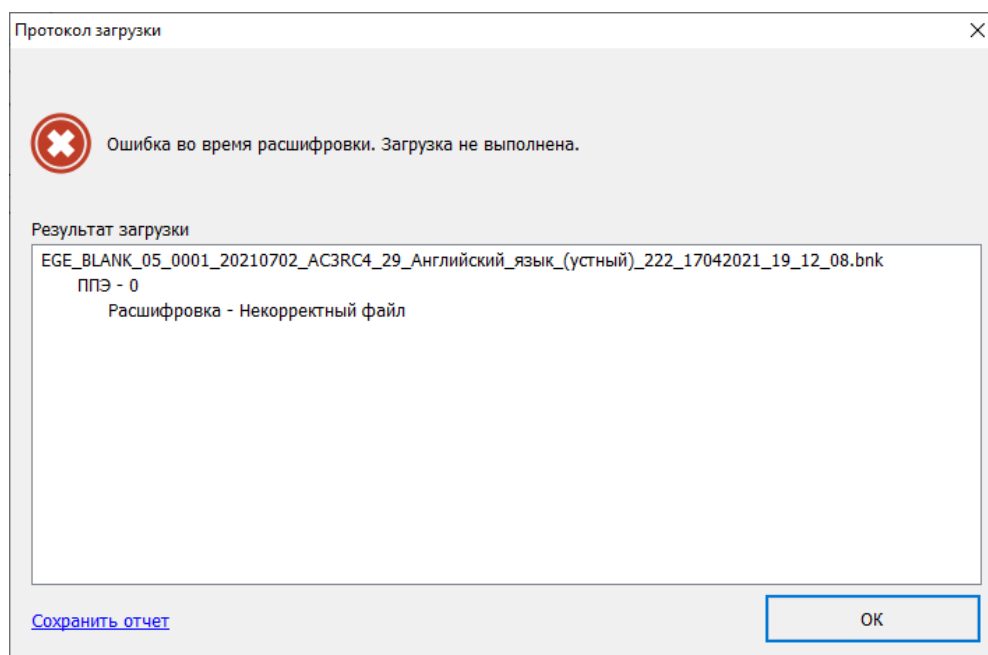 Протокол загрузки
Ошибка во время расшифровки. Загрузка не выполнена.
Результат загрузки
EGE_BLANK_05_0001_20210702_AC3RC4_29_Английский_язык_(устный)_222_17042021_19_12_08.bnk
ППЭ - 0
Расшифровка - Некорректный файл
Сохранить отчет
ОК